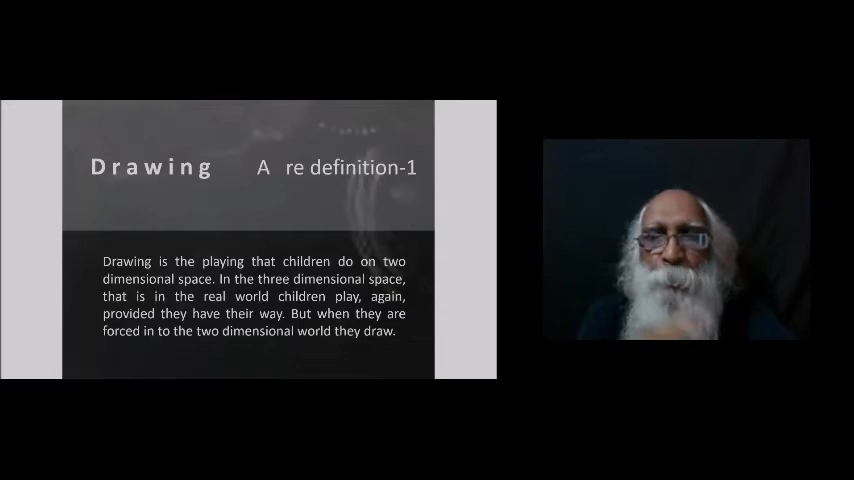 Drawing A re definition-1
Drawing is the playing that children do on two
dimensional space. In the three dimensional space,
that is in the real world children play, again,
provided they have their way. But when they are
forced in to the two dimensional world they draw.